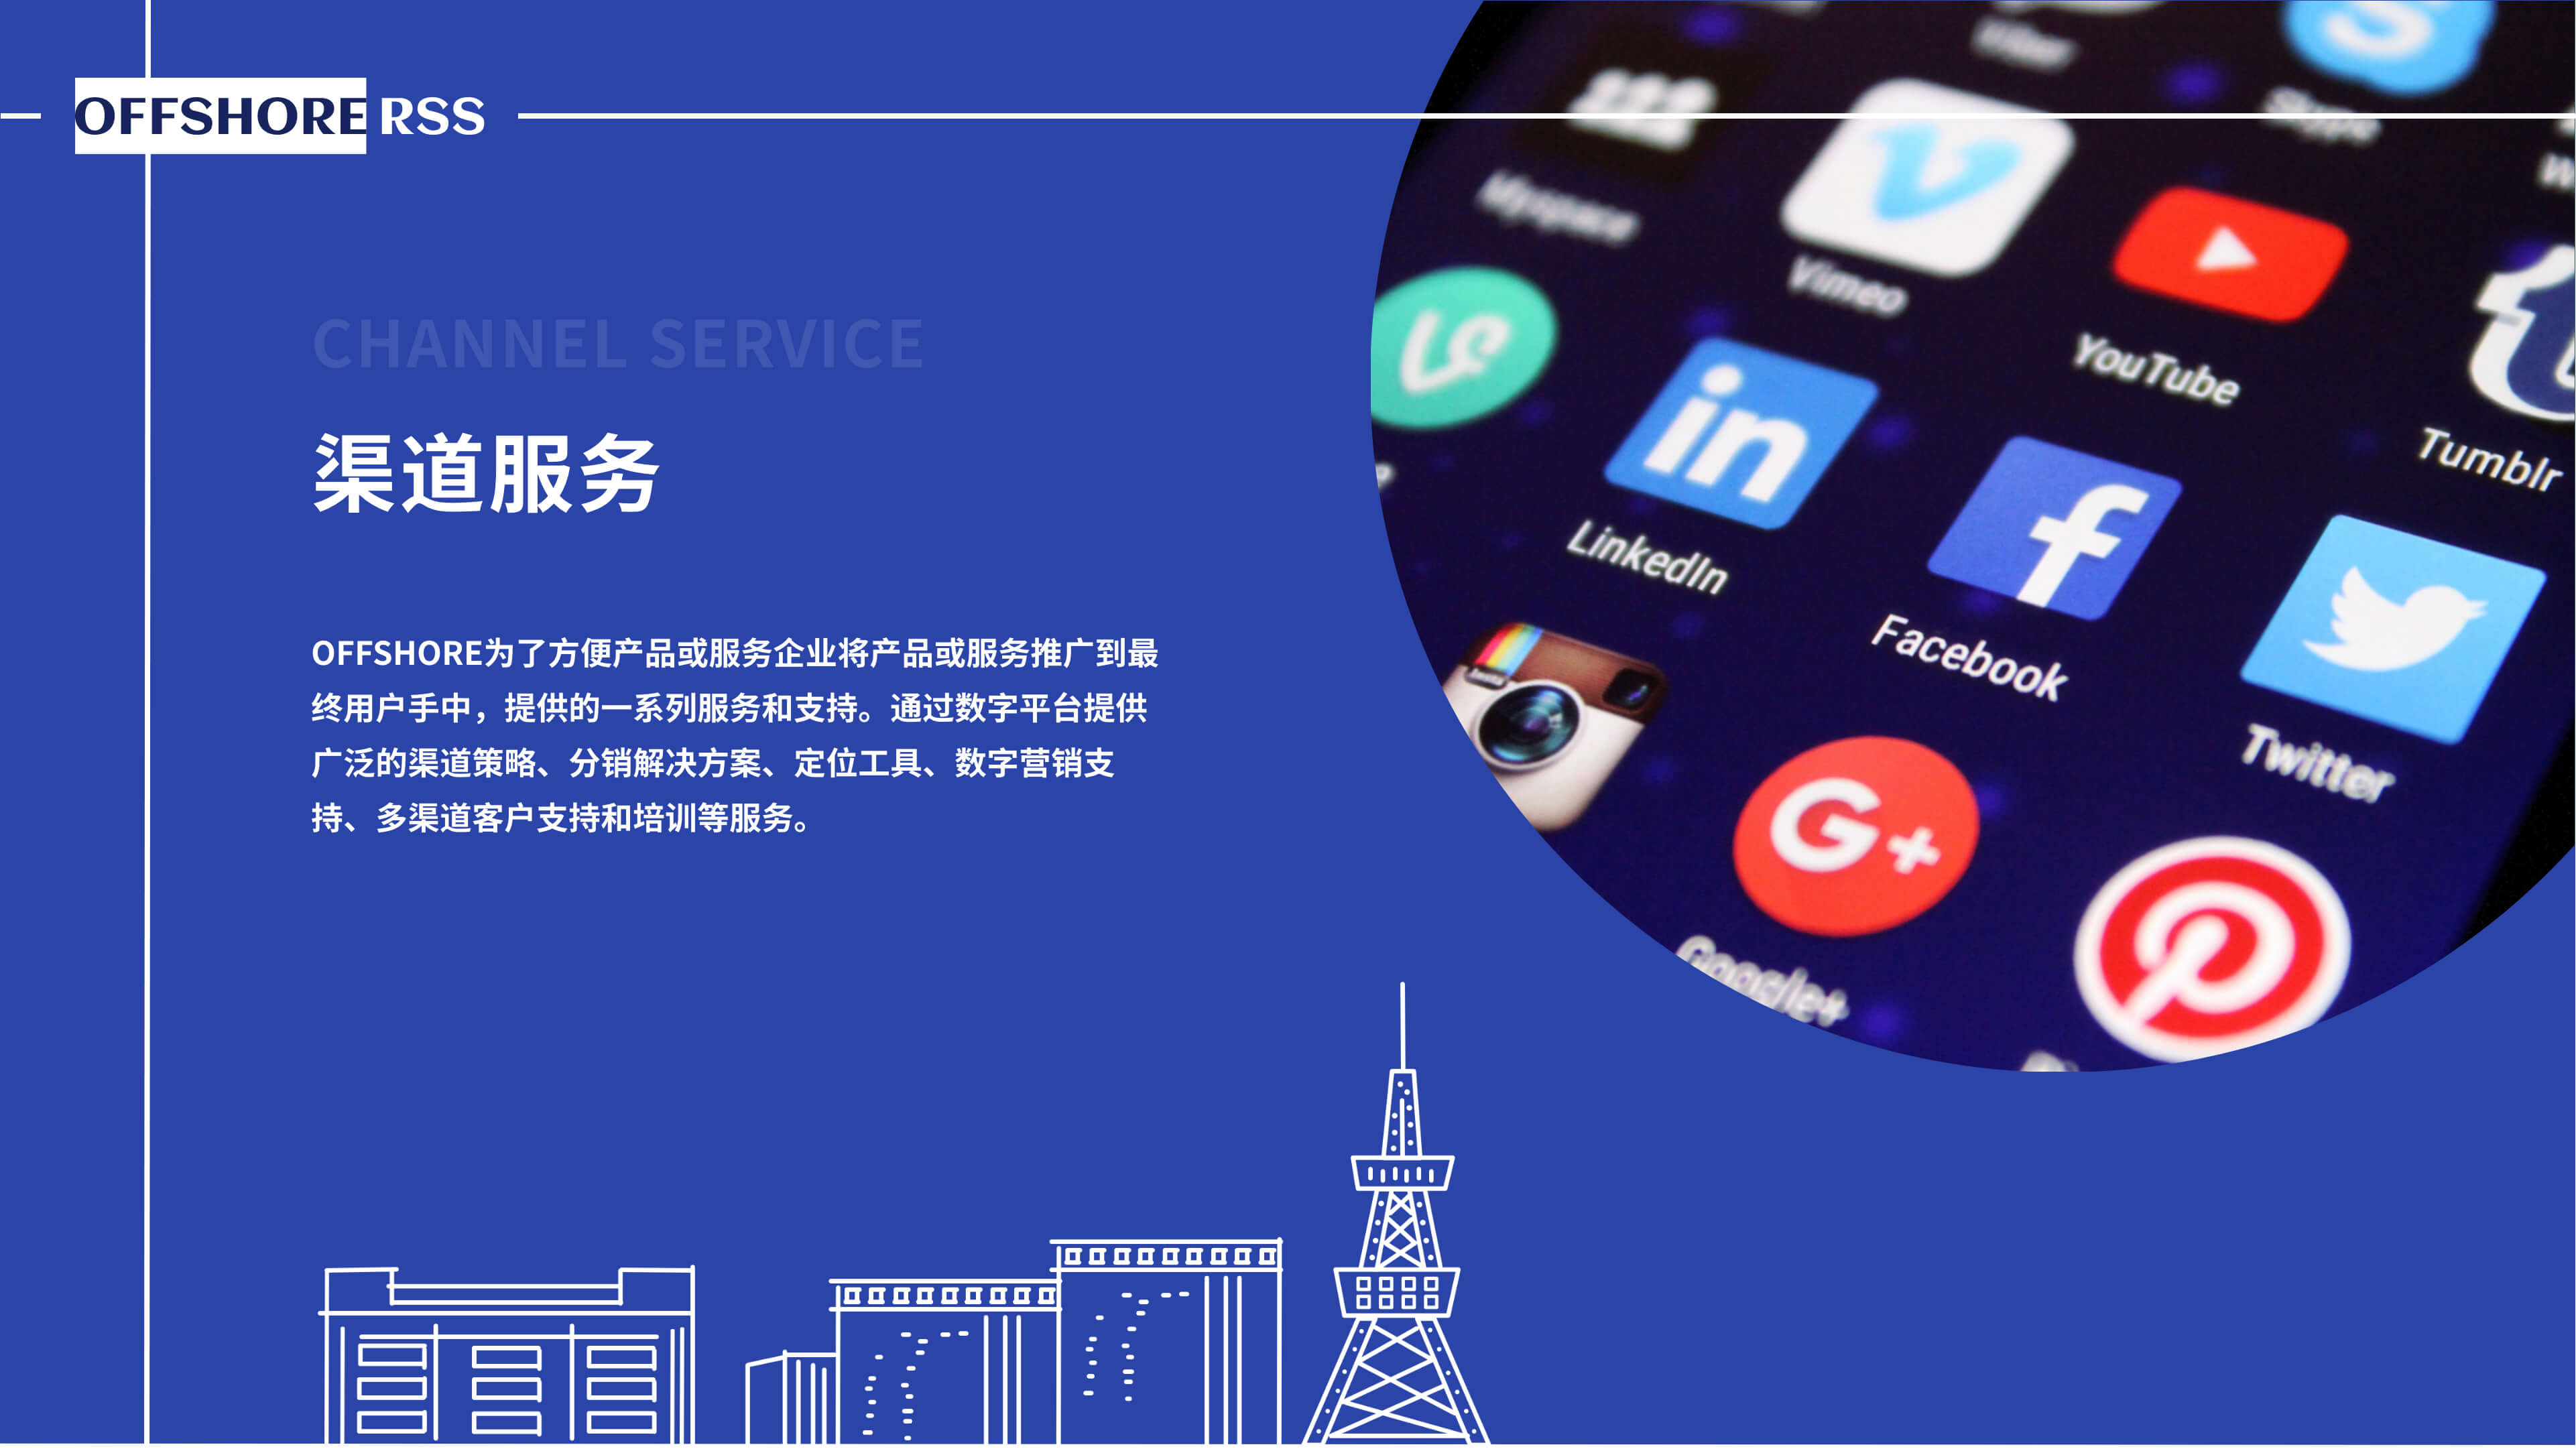 OFFSHORE RSS
CHANNEL SERVICE
渠道服务
OFFSHORE为了方便产品或服务企业将产品或服务推广到最
终用户手中，提供的一系列服务和支持。通过数字平台提供
广泛的渠道策略、分销解决方案、定位工具、数字营销支
持、多渠道客户支持和培训等服务。
Viber
Skype
Myspace
Vimeo
YouTube
Tumblr
in
LinkedIn
Facebook
Twitter
G+
Google+